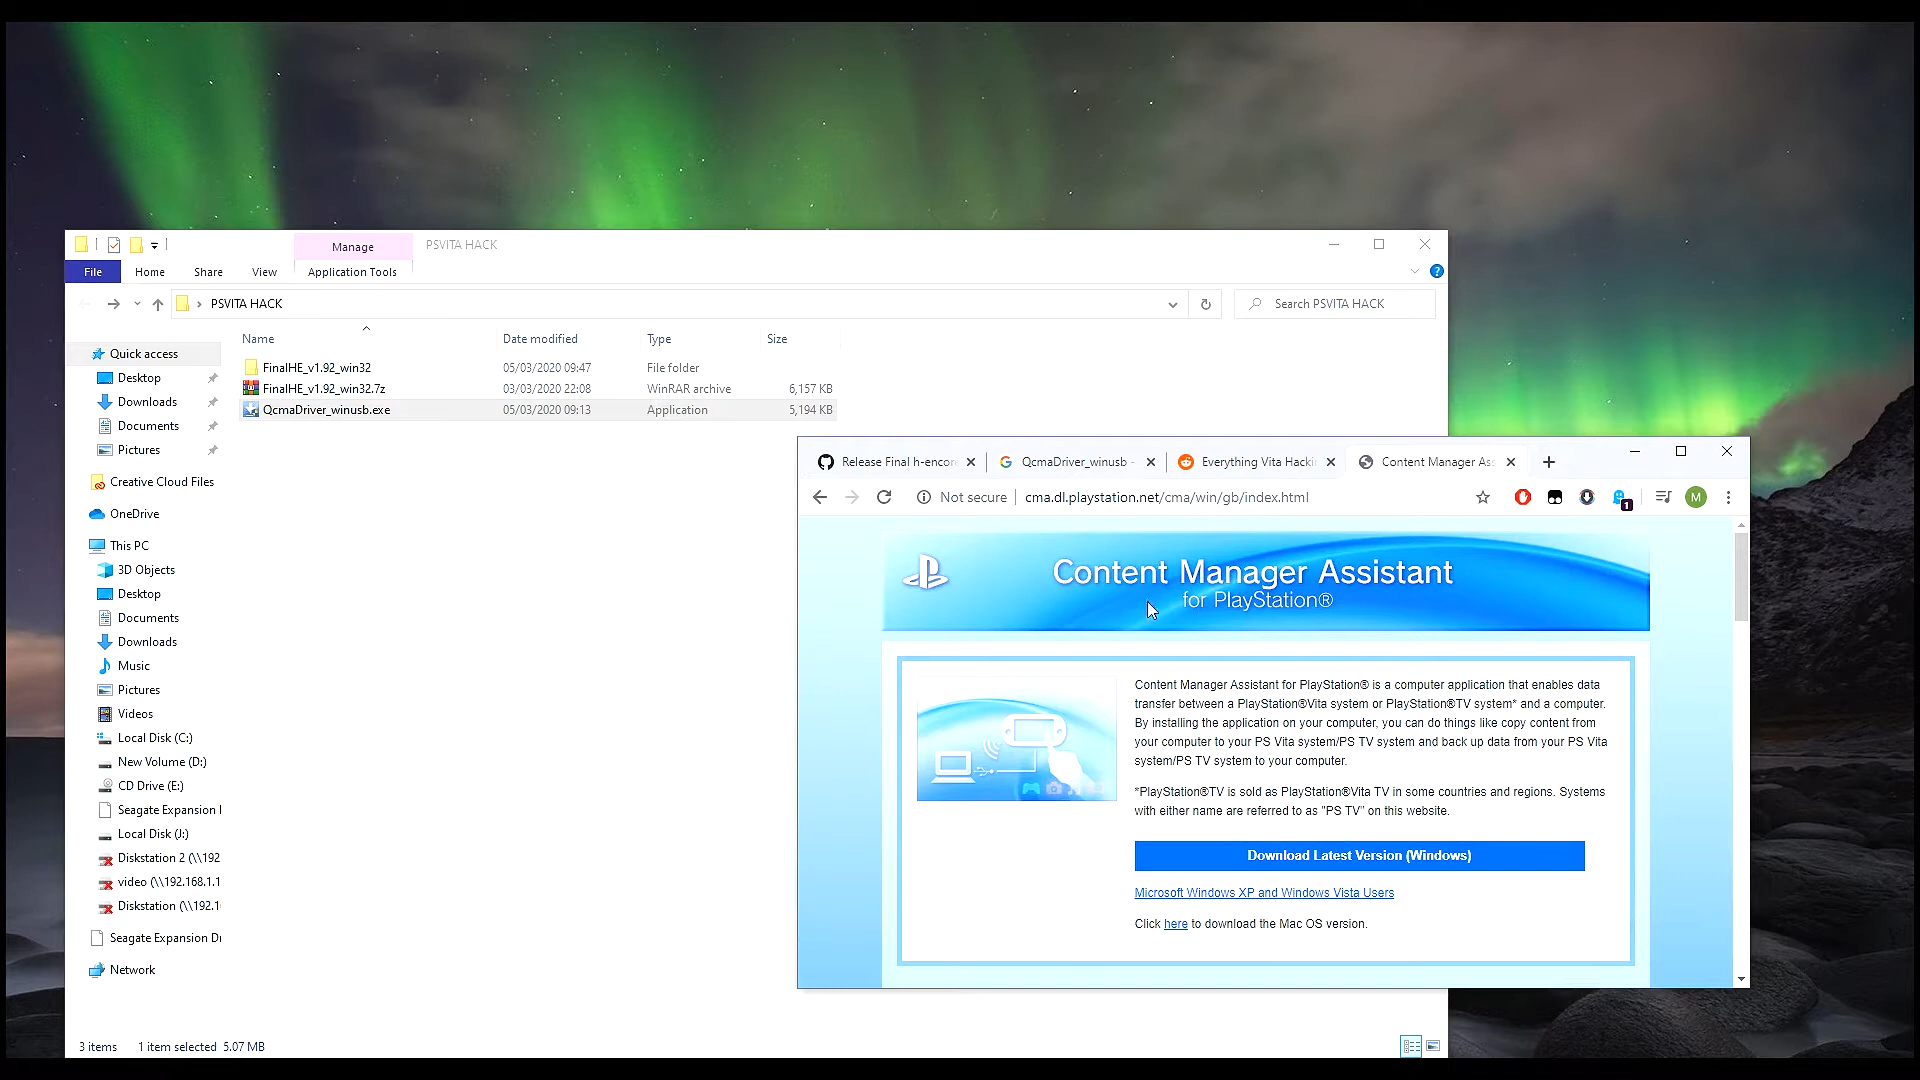 Manage
PSVITA HACK
File
Home
Share
View
Application Tools
PSVITA HACK
Search PSVITA HACK
Name
Date modified
Type
Size
FinalHE_v1.92_win32
05/03/2020 09:47
File folder
FinalHE_v1.92_win32.7z
03/03/2020 22:08
WinRAR archive
6,157 KB
QcmaDriver_winusb.exe
05/03/2020 09:13
Application
5,194 KB
Quick access
Desktop
Downloads
Documents
Pictures
Creative Cloud Files
OneDrive
This PC
3D Objects
Desktop
Documents
Downloads
Music
Pictures
Videos
Local Disk (C:)
New Volume (D:)
CD Drive (E:)
Seagate Expansion
Local Disk (J:)
Diskstation 2 (\\192
video (\\192.168.1.1
Diskstation (\\192.1
Seagate Expansion Dr
Network
3 items
1 item selected 5.07 MB
Release Final h-encor
QcmaDriver_winusb -
Everything Vita Hacki
Content Manager Ass
Not secure
cma.dl.playstation.net/cma/win/gb/index.html
1
M
Content Manager Assistant
for PlayStation®
Content Manager Assistant for PlayStation® is a computer application that enables data
transfer between a PlayStation®Vita system or PlayStation®TV system* and a computer.
By installing the application on your computer, you can do things like copy content from
your computer to your PS Vita system/PS TV system and back up data from your PS Vita
system/PS TV system to your computer.
*PlayStation®TV is sold as PlayStation®Vita TV in some countries and regions. Systems
with either name are referred to as "PS TV" on this website.
Download Latest Version (Windows)
Microsoft Windows XP and Windows Vista Users
Click here to download the Mac OS version.